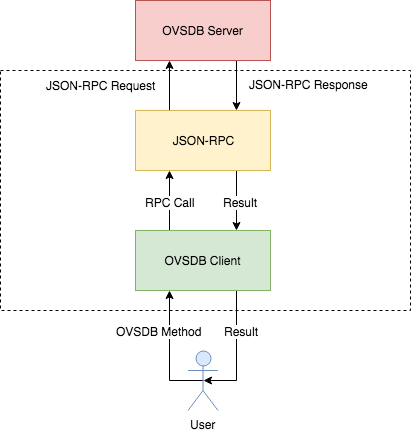 OVSDB Server
JSON-RPC Request
JSON-RPC Response
JSON-RPC
RPC Call
Result
OVSDB Client
OVSDB Method
Result
User